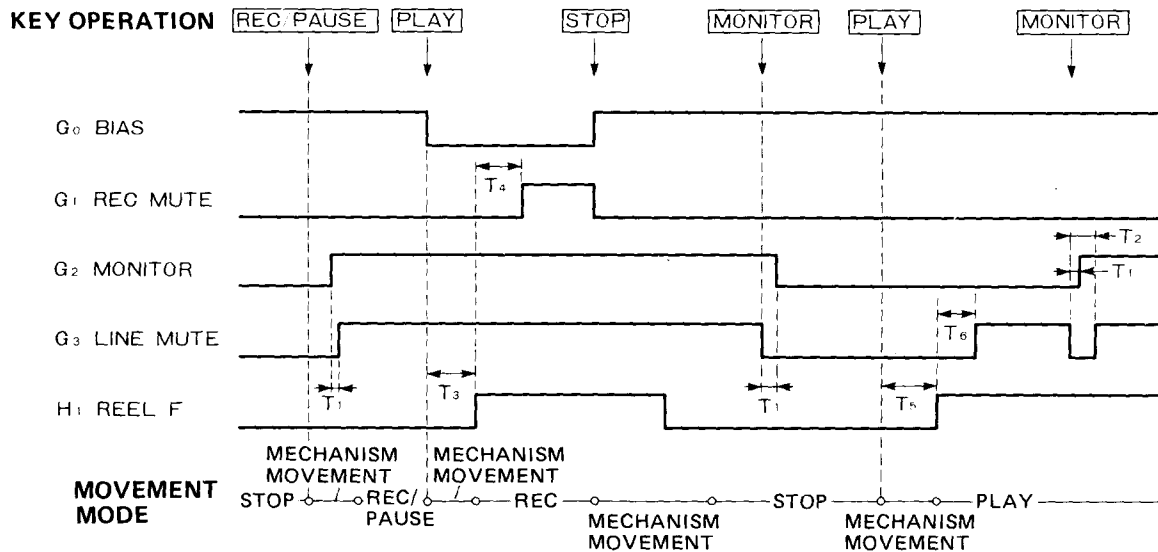 KEY OPERATION REC/PAUSE PLAY STOP MONITOR PLAY MONITOR
G0 BIAS
T4
G1 REC MUTE
T2
G2 MONITOR
T1
T6
G3 LINE MUTE
T1 T3 T1 T5
H1 REEL F
MECHANISM MOVEMENT
MECHANISM MOVEMENT
MOVEMENT MODE
STOP REC/PAUSE REC STOP PLAY
MECHANISM MOVEMENT
MECHANISM MOVEMENT